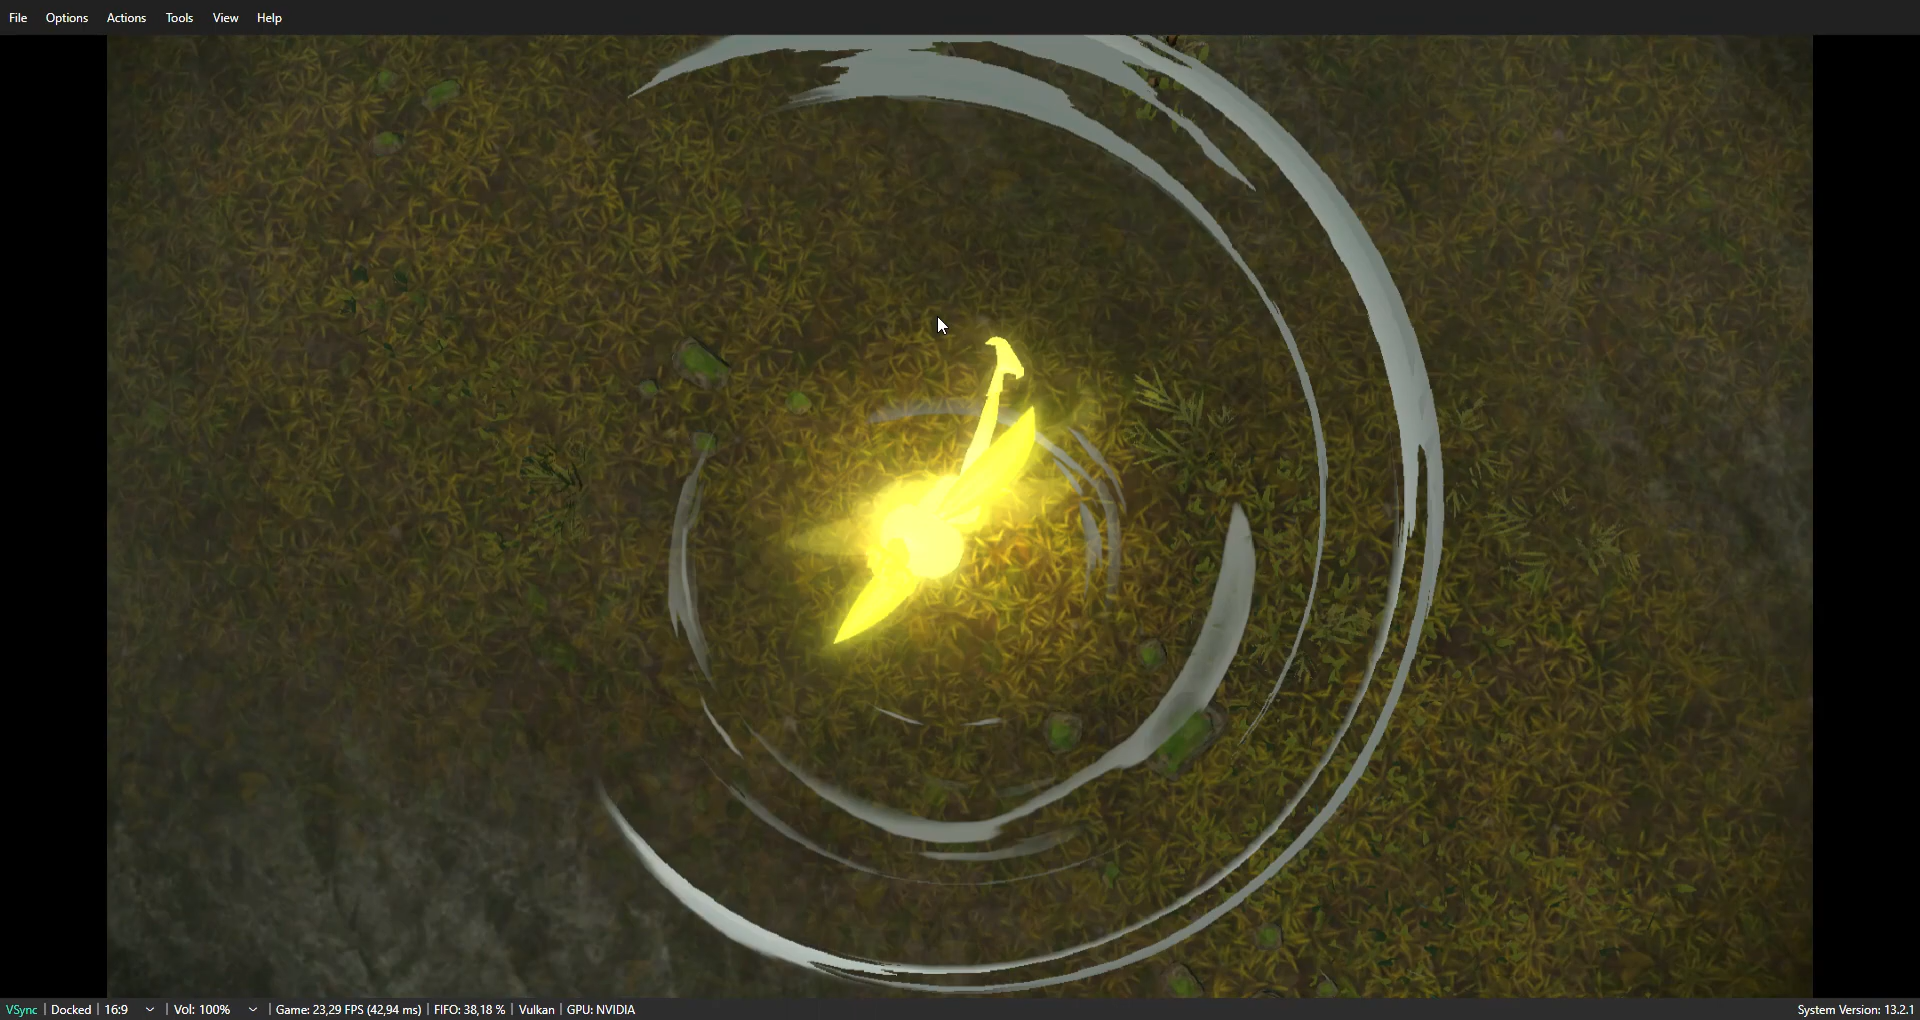 File Options Actions Tools View Help
VSync Docked 16:9 Vol: 100% Game: 23,29 FPS (42,94 ms) FIFO: 38,18 % Vulkan GPU: NVIDIA System Version: 13.2.1